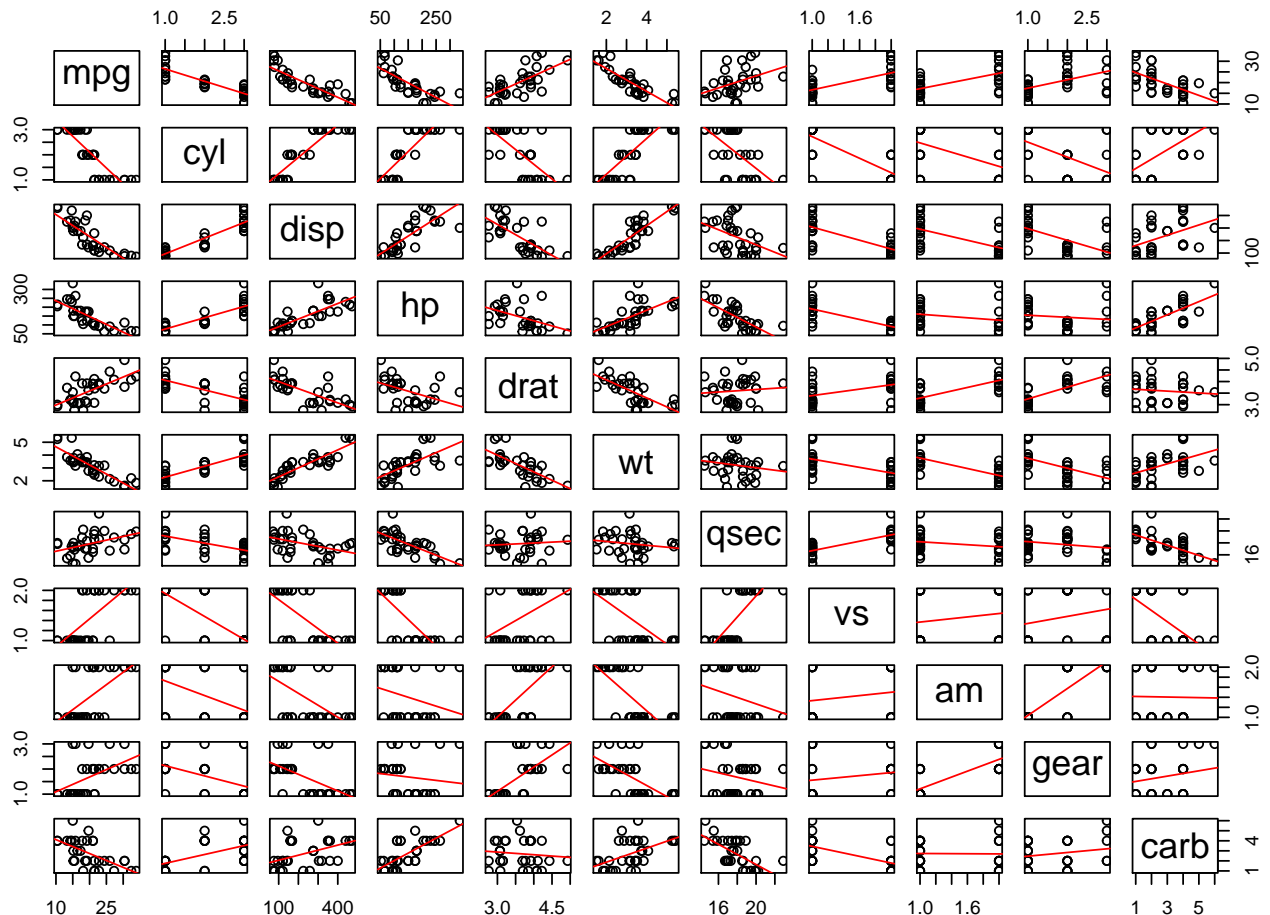 1.0 2.5 50 250 2 4 1.0 1.6 1.0 2.5
mpg 10 30
1.0 3.0 cyl
disp 100
50 300 hp
drat 3.0 5.0
2 5 wt
qsec 16
1.0 2.0 vs
am 1.0 2.0
1.0 3.0 gear
carb 1 4
10 25 100 400 3.0 4.5 16 20 1.0 1.6 1 3 5